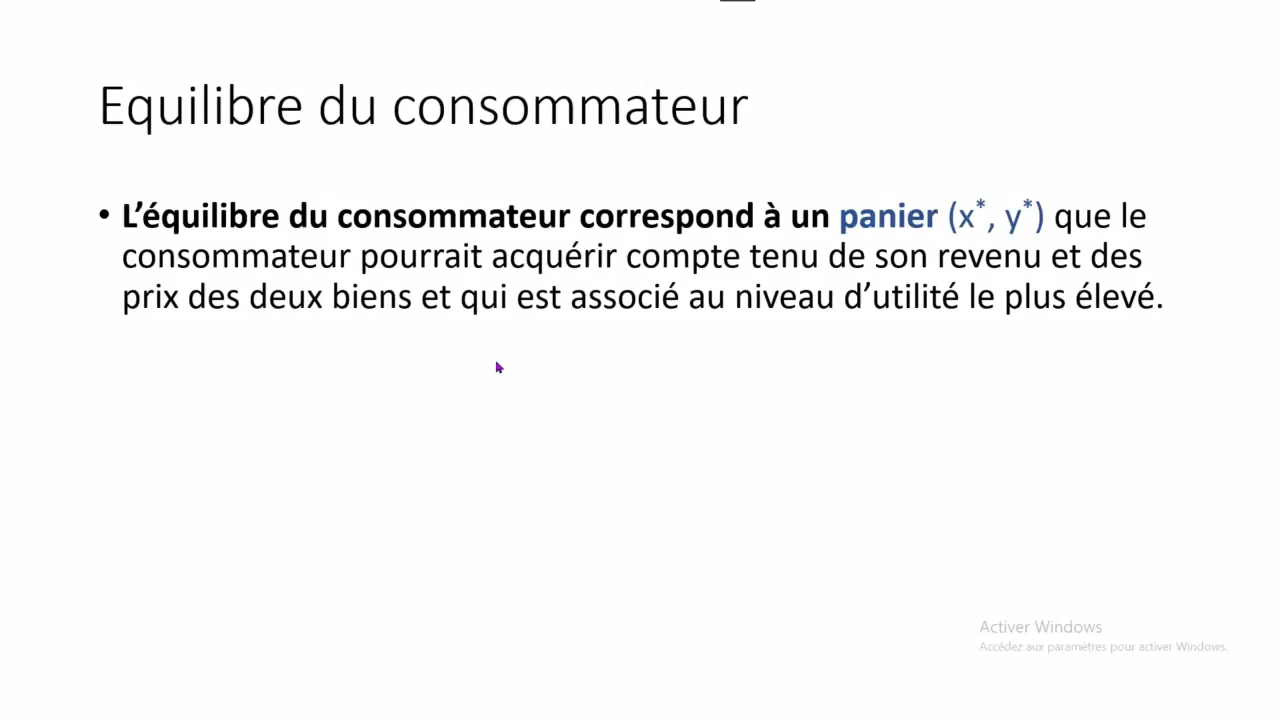 Equilibre du consommateur
• L’équilibre du consommateur correspond à un panier (x*, y*) que le
consommateur pourrait acquérir compte tenu de son revenu et des
prix des deux biens et qui est associé au niveau d’utilité le plus élevé.
Activer Windows
Accédez aux paramètres pour activer Windows.